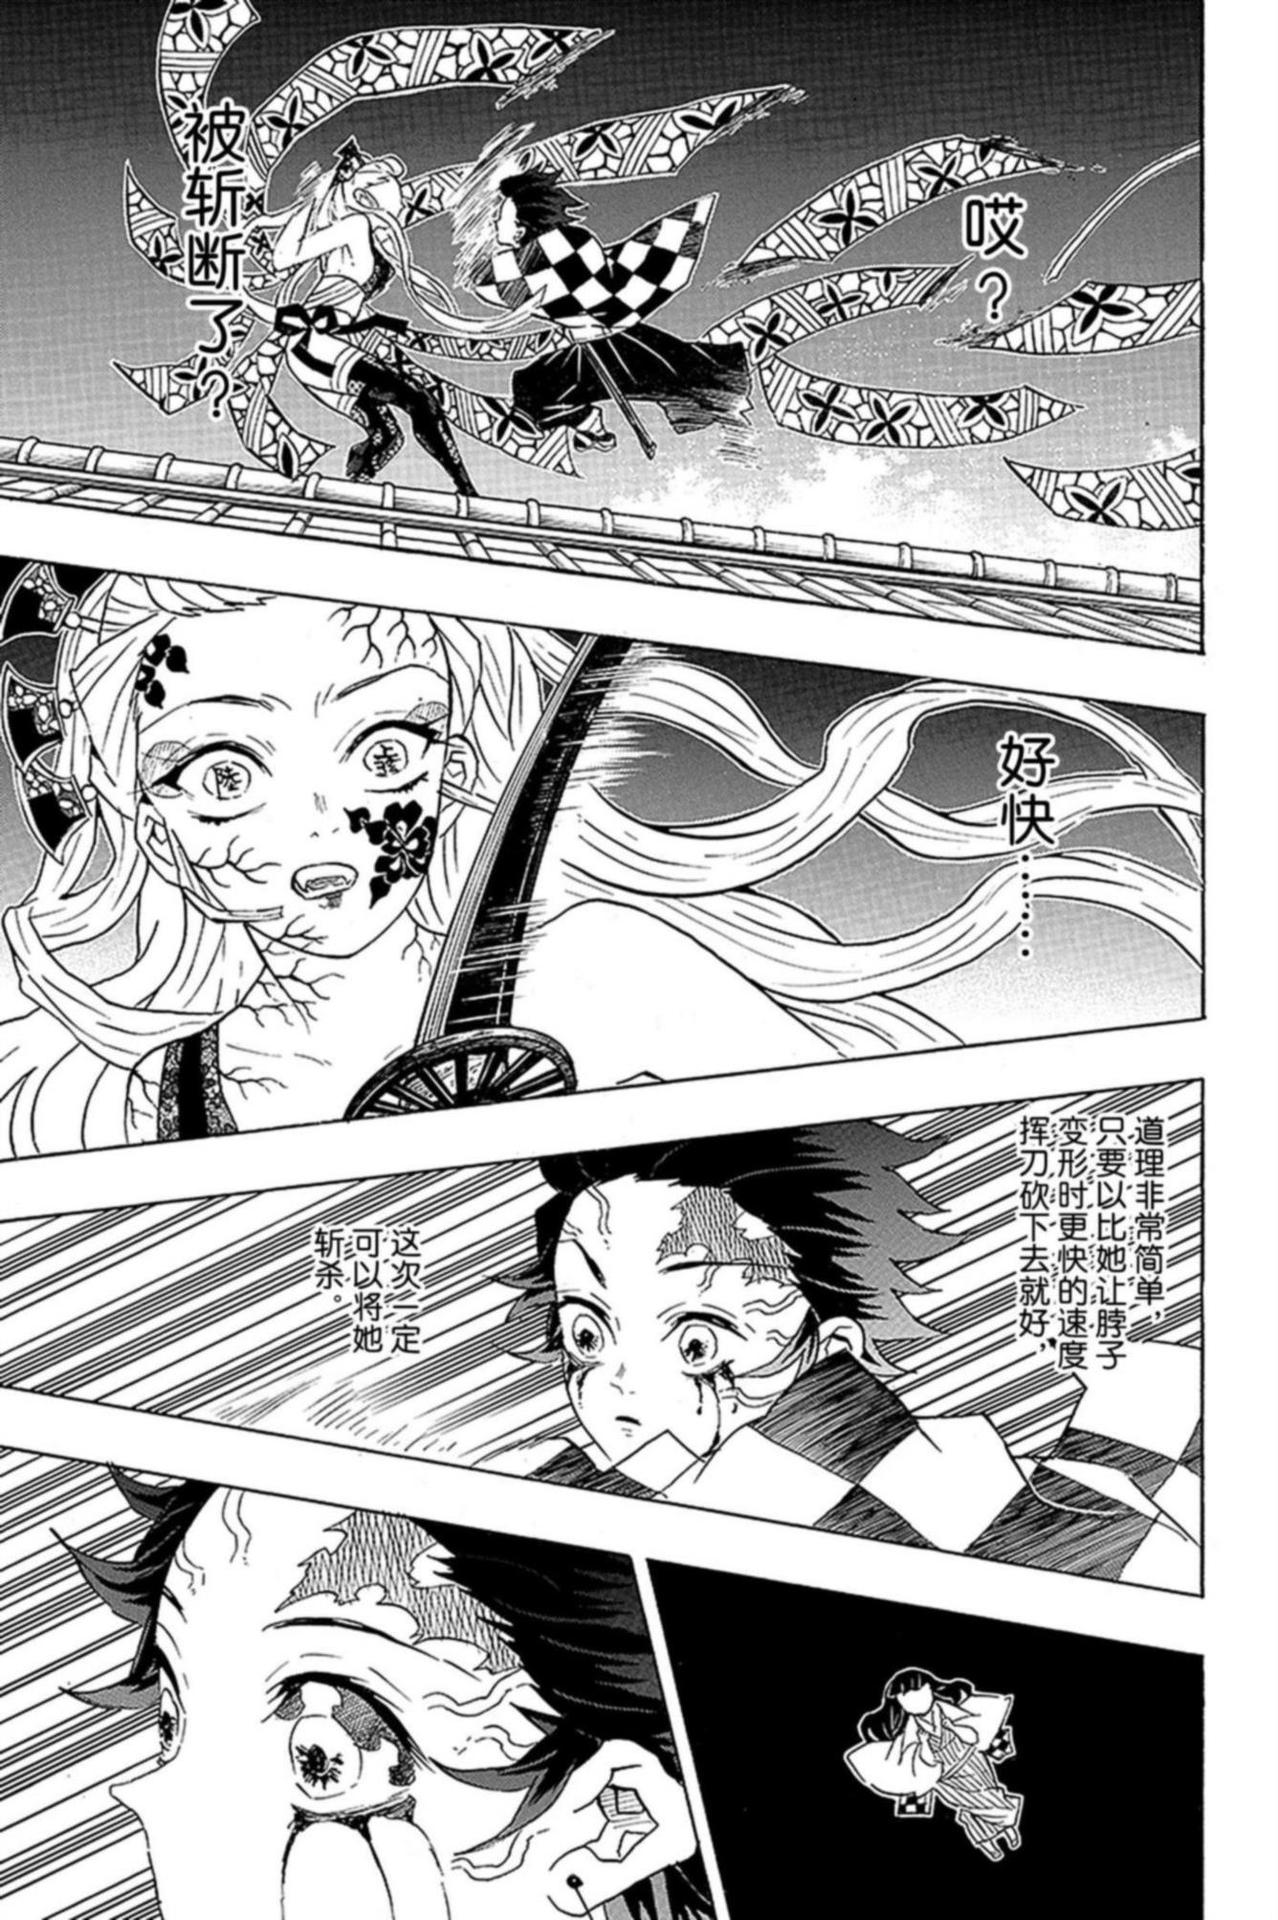 哎？
被斩断了？
好快……
上弦
陸
道理非常简单，
只要以比她让脖子
变形时更快的速度
挥刀砍下去就好，
这次一定
可以将她
斩杀。